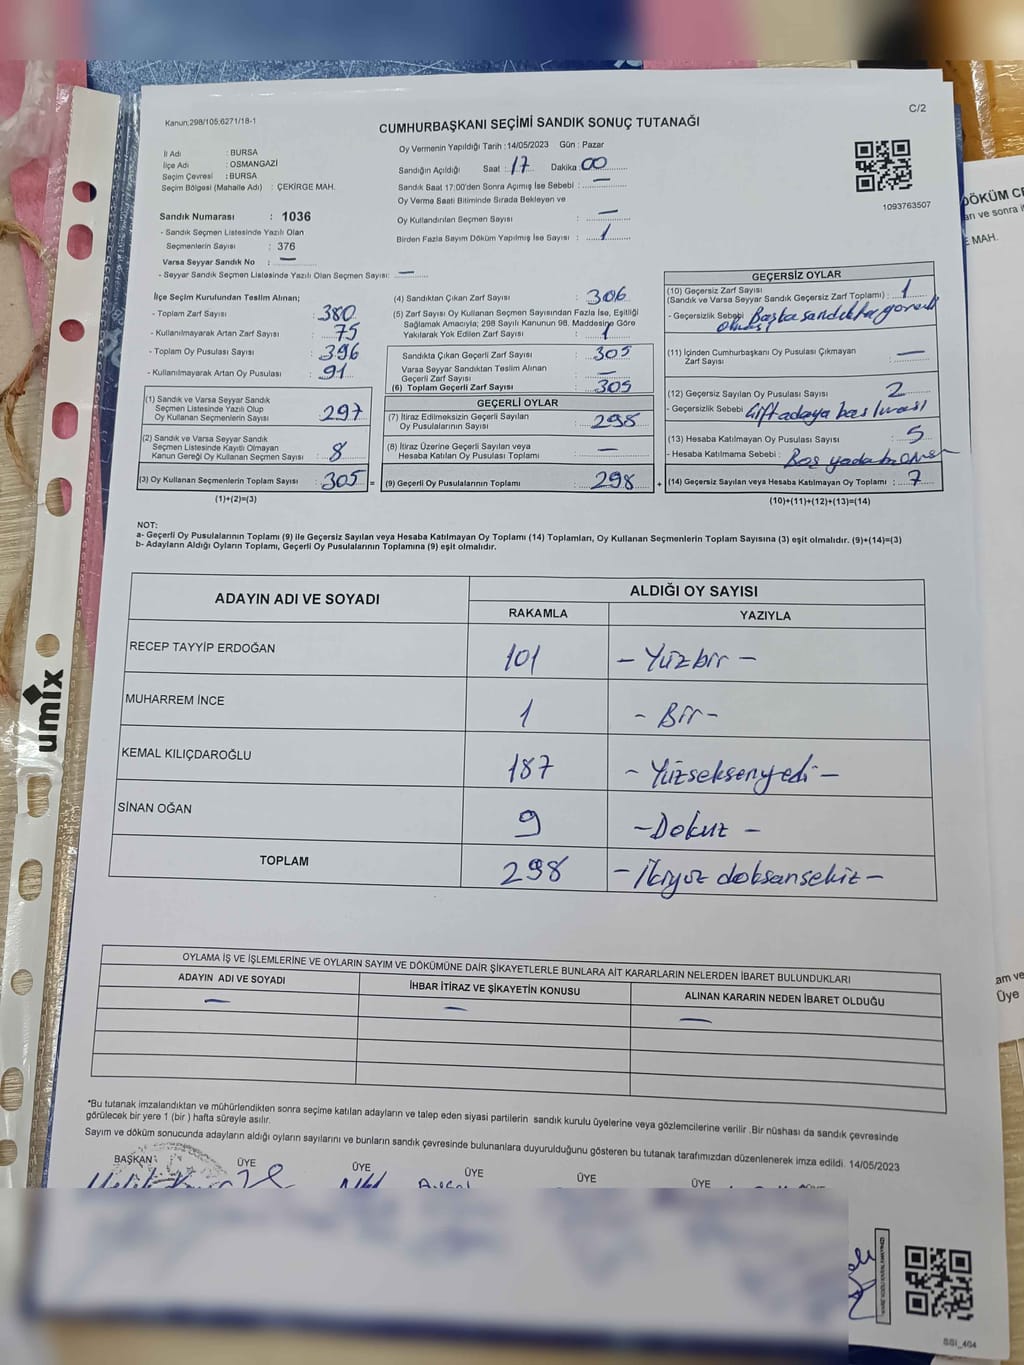 C/2
Kanun;298/105,6271/18-1
CUMHURBAŞKANI SEÇİMİ SANDIK SONUÇ TUTANAĞI
İl Adı : BURSA
İlçe Adı : OSMANGAZİ
Seçim Çevresi : BURSA
Seçim Bölgesi (Mahalle Adı) : ÇEKİRGE MAH.
Sandık Numarası : 1036
- Sandık Seçmen Listesinde Yazılı Olan
Seçmenlerin Sayısı : 376
Varsa Seyyar Sandık No : —
- Seyyar Sandık Seçmen Listesinde Yazılı Olan Seçmen Sayısı: —
Oy Vermenin Yapıldığı Tarih : 14/05/2023 Gün : Pazar
Sandığın Açıldığı Saat : 17 Dakika : 00
Sandık Saat 17:00'den Sonra Açımış İse Sebebi : —
Oy Verme Saati Bitiminde Sırada Bekleyen ve
Oy Kullandırılan Seçmen Sayısı : —
Birden Fazla Sayım Döküm Yapılmış İse Sayısı : 1
1093763507
İlçe Seçim Kurulundan Teslim Alınan;
- Toplam Zarf Sayısı : 380
- Kullanılmayarak Artan Zarf Sayısı : 75
- Toplam Oy Pusulası Sayısı : 396
- Kullanılmayarak Artan Oy Pusulası : 91
(1) Sandık ve Varsa Seyyar Sandık
Seçmen Listesinde Yazılı Olup
Oy Kullanan Seçmenlerin Sayısı : 297
(2) Sandık ve Varsa Seyyar Sandık
Seçmen Listesinde Kayıtlı Olmayan
Kanun Gereği Oy Kullanan Seçmen Sayısı : 8
(3) Oy Kullanan Seçmenlerin Toplam Sayısı : 305 =
(1)+(2)=(3)
(4) Sandıktan Çıkan Zarf Sayısı : 306
(5) Zarf Sayısı Oy Kullanan Seçmen Sayısından Fazla İse, Eşitliği
Sağlamak Amacıyla; 298 Sayılı Kanunun 98. Maddesine Göre
Yakılarak Yok Edilen Zarf Sayısı : 1
Sandıkta Çıkan Geçerli Zarf Sayısı : 305
Varsa Seyyar Sandıktan Teslim Alınan
Geçerli Zarf Sayısı : —
(6) Toplam Geçerli Zarf Sayısı : 305
GEÇERLİ OYLAR
(7) İtiraz Edilmeksizin Geçerli Sayılan
Oy Pusulalarının Sayısı : 298
(8) İtiraz Üzerine Geçerli Sayılan veya
Hesaba Katılan Oy Pusulası Toplamı : —
(9) Geçerli Oy Pusulalarının Toplamı : 298 +
GEÇERSİZ OYLAR
(10) Geçersiz Zarf Sayısı
(Sandık ve Varsa Seyyar Sandık Geçersiz Zarf Toplamı) : 1
- Geçersizlik Sebebi : Başka sandıkta görevli
olması
(11) İçinden Cumhurbaşkanı Oy Pusulası Çıkmayan
Zarf Sayısı : —
(12) Geçersiz Sayılan Oy Pusulası Sayısı : 2
- Geçersizlik Sebebi : Çift adaya basılması
(13) Hesaba Katılmayan Oy Pusulası Sayısı : 5
- Hesaba Katılmama Sebebi : Boş
(14) Geçersiz Sayılan veya Hesaba Katılmayan Oy Toplamı : 7
(10)+(11)+(12)+(13)=(14)
NOT:
a- Geçerli Oy Pusulalarının Toplamı (9) ile Geçersiz Sayılan veya Hesaba Katılmayan Oy Toplamı (14) Toplamları, Oy Kullanan Seçmenlerin Toplam Sayısına (3) eşit olmalıdır. (9)+(14)=(3)
b- Adayların Aldığı Oyların Toplamı, Geçerli Oy Pusulalarının Toplamına (9) eşit olmalıdır.
ADAYIN ADI VE SOYADI
ALDIĞI OY SAYISI
RAKAMLA YAZIYLA
RECEP TAYYİP ERDOĞAN 101 - Yüzbir -
MUHARREM İNCE 1 - Bir -
KEMAL KILIÇDAROĞLU 187 - Yüzseksenyedi -
SİNAN OĞAN 9 - Dokuz -
TOPLAM 298 - İkiyüz doksansekiz -
OYLAMA İŞ VE İŞLEMLERİNE VE OYLARIN SAYIM VE DÖKÜMÜNE DAİR ŞİKAYETLERLE BUNLARA AİT KARARLARIN NELERDEN İBARET BULUNDUKLARI
ADAYIN ADI VE SOYADI İHBAR İTİRAZ VE ŞİKAYETİN KONUSU ALINAN KARARIN NEDEN İBARET OLDUĞU
— — —
*Bu tutanak imzalandıktan ve mühürlendikten sonra seçime katılan adayların ve talep eden siyasi partilerin sandık kurulu üyelerine veya gözlemcilerine verilir .Bir nüshası da sandık çevresinde
görülecek bir yere 1 (bir ) hafta süreyle asılır.
Sayım ve döküm sonucunda adayların aldığı oyların sayılarını ve bunların sandık çevresinde bulunanlara duyurulduğunu gösteren bu tutanak tarafımızdan düzenlenerek imza edildi. 14/05/2023
BAŞKAN ÜYE ÜYE ÜYE ÜYE ÜYE
SSI_404
umix
DÖKÜM
MAH.
Üye